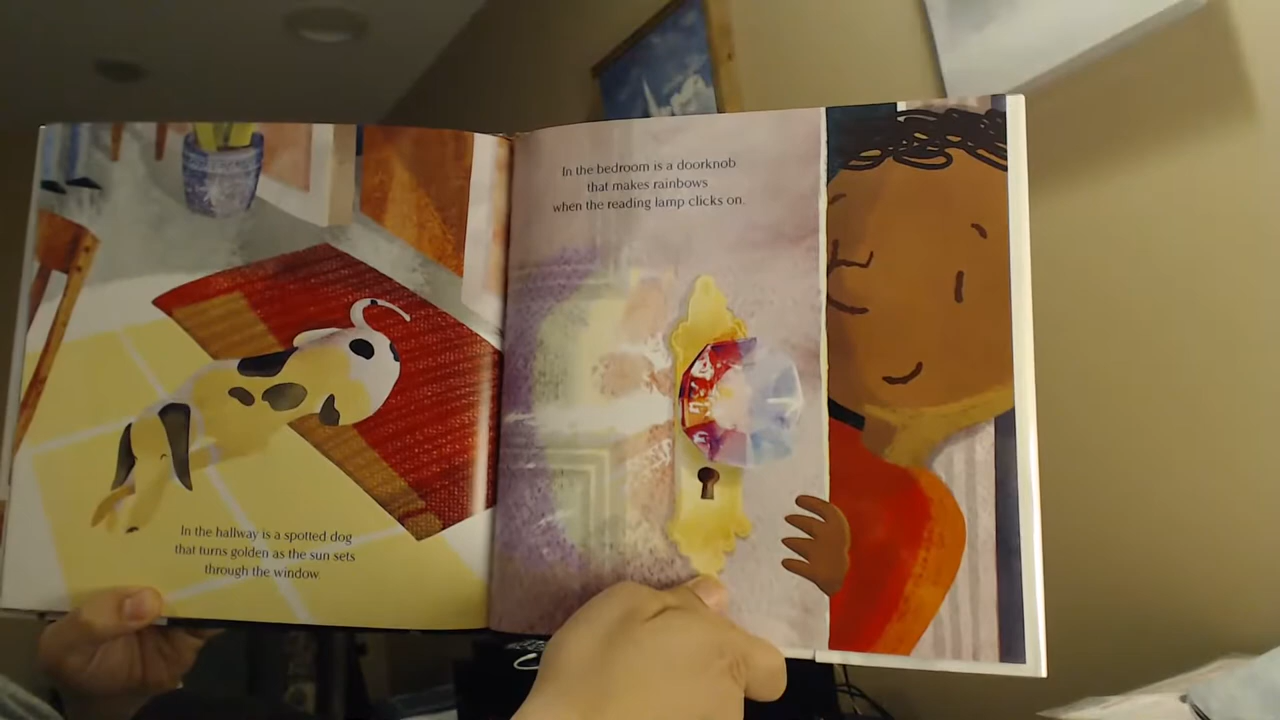 In the hallway is a spotted dog
that turns golden as the sun sets
through the window.
In the bedroom is a doorknob
that makes rainbows
when the reading lamp clicks on.